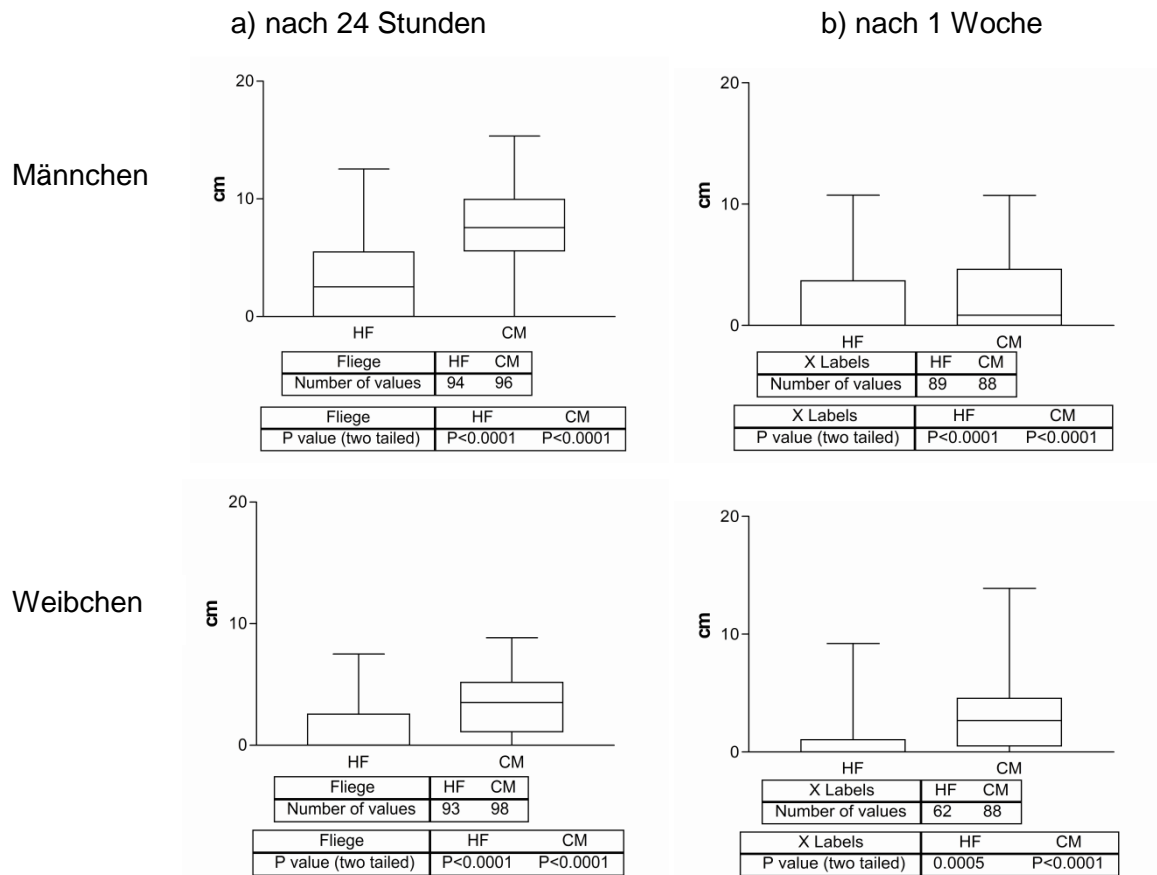 a) nach 24 Stunden
b) nach 1 Woche
Männchen
20
10
0
cm
HF CM
Fliege HF CM
Number of values 94 96
Fliege HF CM
P value (two tailed) P<0.0001 P<0.0001
20
10
0
cm
HF CM
X Labels HF CM
Number of values 89 88
X Labels HF CM
P value (two tailed) P<0.0001 P<0.0001
Weibchen
20
10
0
cm
HF CM
Fliege HF CM
Number of values 93 98
Fliege HF CM
P value (two tailed) P<0.0001 P<0.0001
20
10
0
cm
HF CM
X Labels HF CM
Number of values 62 88
X Labels HF CM
P value (two tailed) 0.0005 P<0.0001